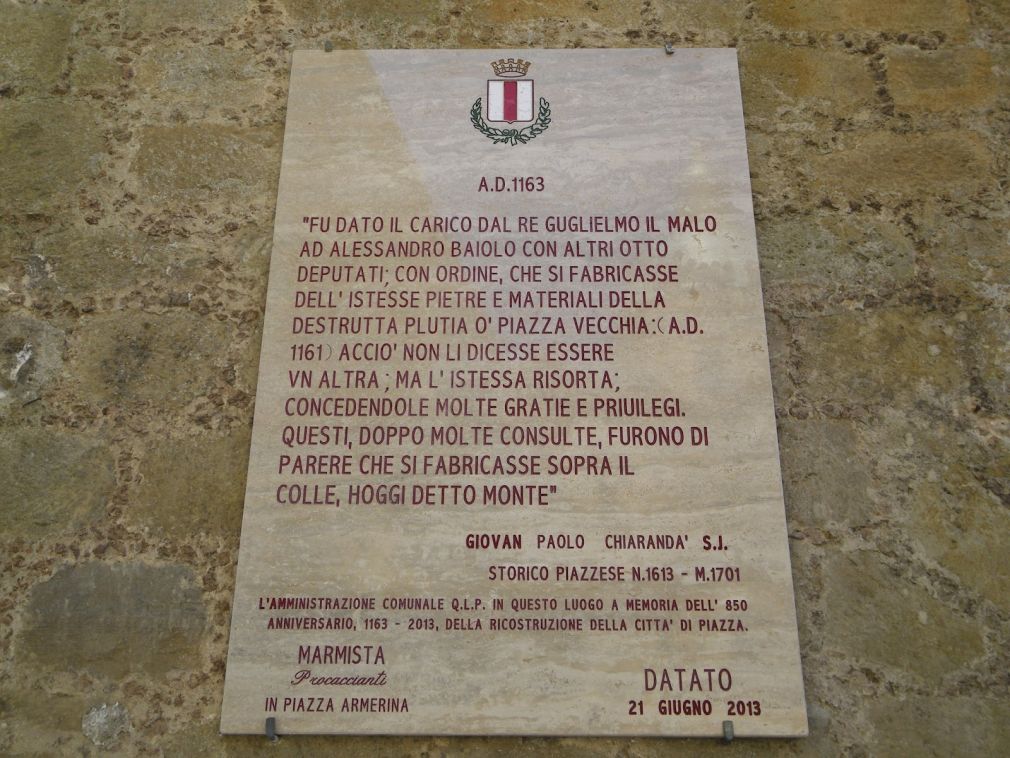 A.D.1163
"FU DATO IL CARICO DAL RE GUGLIELMO IL MALO
AD ALESSANDRO BAIOLO CON ALTRI OTTO
DEPUTATI; CON ORDINE, CHE SI FABRICASSE
DELL' ISTESSE PIETRE E MATERIALI DELLA
DESTRUTTA PLUTIA O' PIAZZA VECCHIA:(A.D.
1161) ACCIO' NON LI DICESSE ESSERE
VN ALTRA ; MA L' ISTESSA RISORTA;
CONCEDENDOLE MOLTE GRATIE E PRIUILEGI.
QUESTI, DOPPO MOLTE CONSULTE, FURONO DI
PARERE CHE SI FABRICASSE SOPRA IL
COLLE, HOGGI DETTO MONTE"
GIOVAN PAOLO CHIARANDA' S.J.
STORICO PIAZZESE N.1613 - M.1701
L'AMMINISTRAZIONE COMUNALE Q.L.P. IN QUESTO LUOGO A MEMORIA DELL' 850
ANNIVERSARIO, 1163 - 2013, DELLA RICOSTRUZIONE DELLA CITTA' DI PIAZZA.
MARMISTA
Procaccianti
IN PIAZZA ARMERINA
DATATO
21 GIUGNO 2013